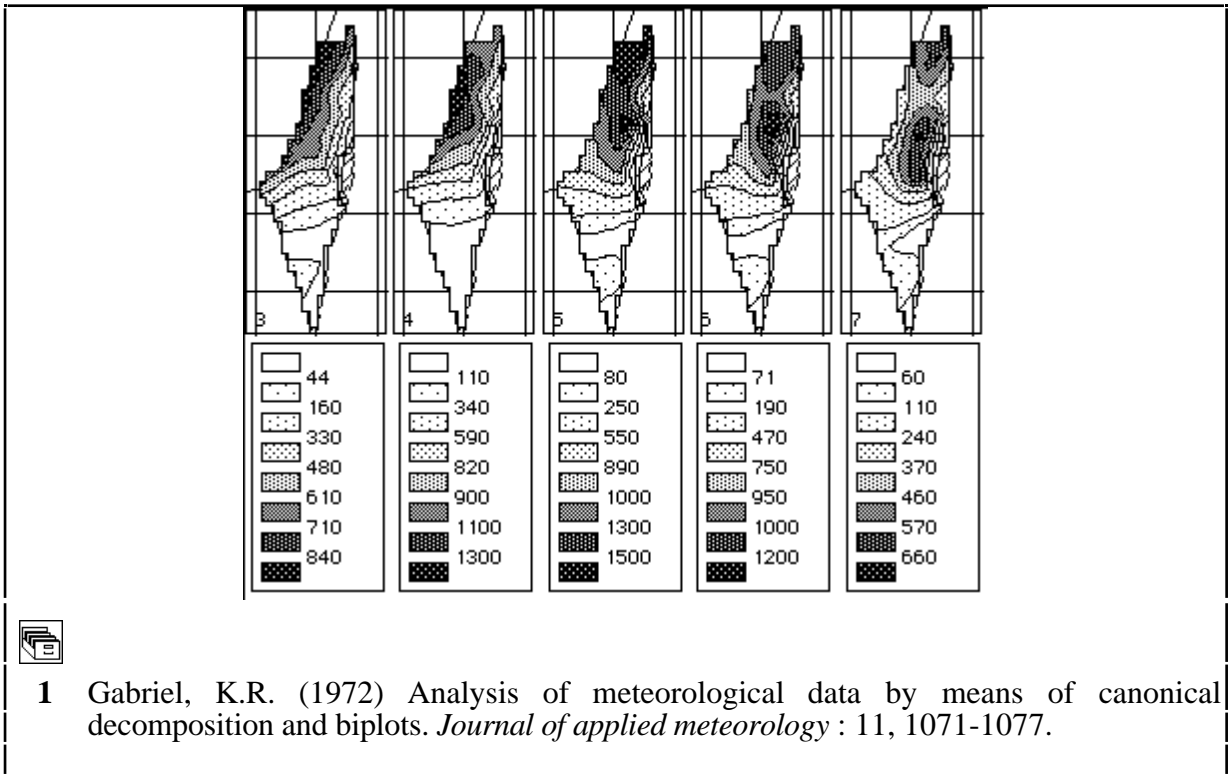 3 4 5 6 7
44 110 80 71 60
160 340 250 190 110
330 590 550 470 240
480 820 890 750 370
610 900 1000 950 460
710 1100 1300 1000 570
840 1300 1500 1200 660
1 Gabriel, K.R. (1972) Analysis of meteorological data by means of canonical
decomposition and biplots. Journal of applied meteorology : 11, 1071-1077.